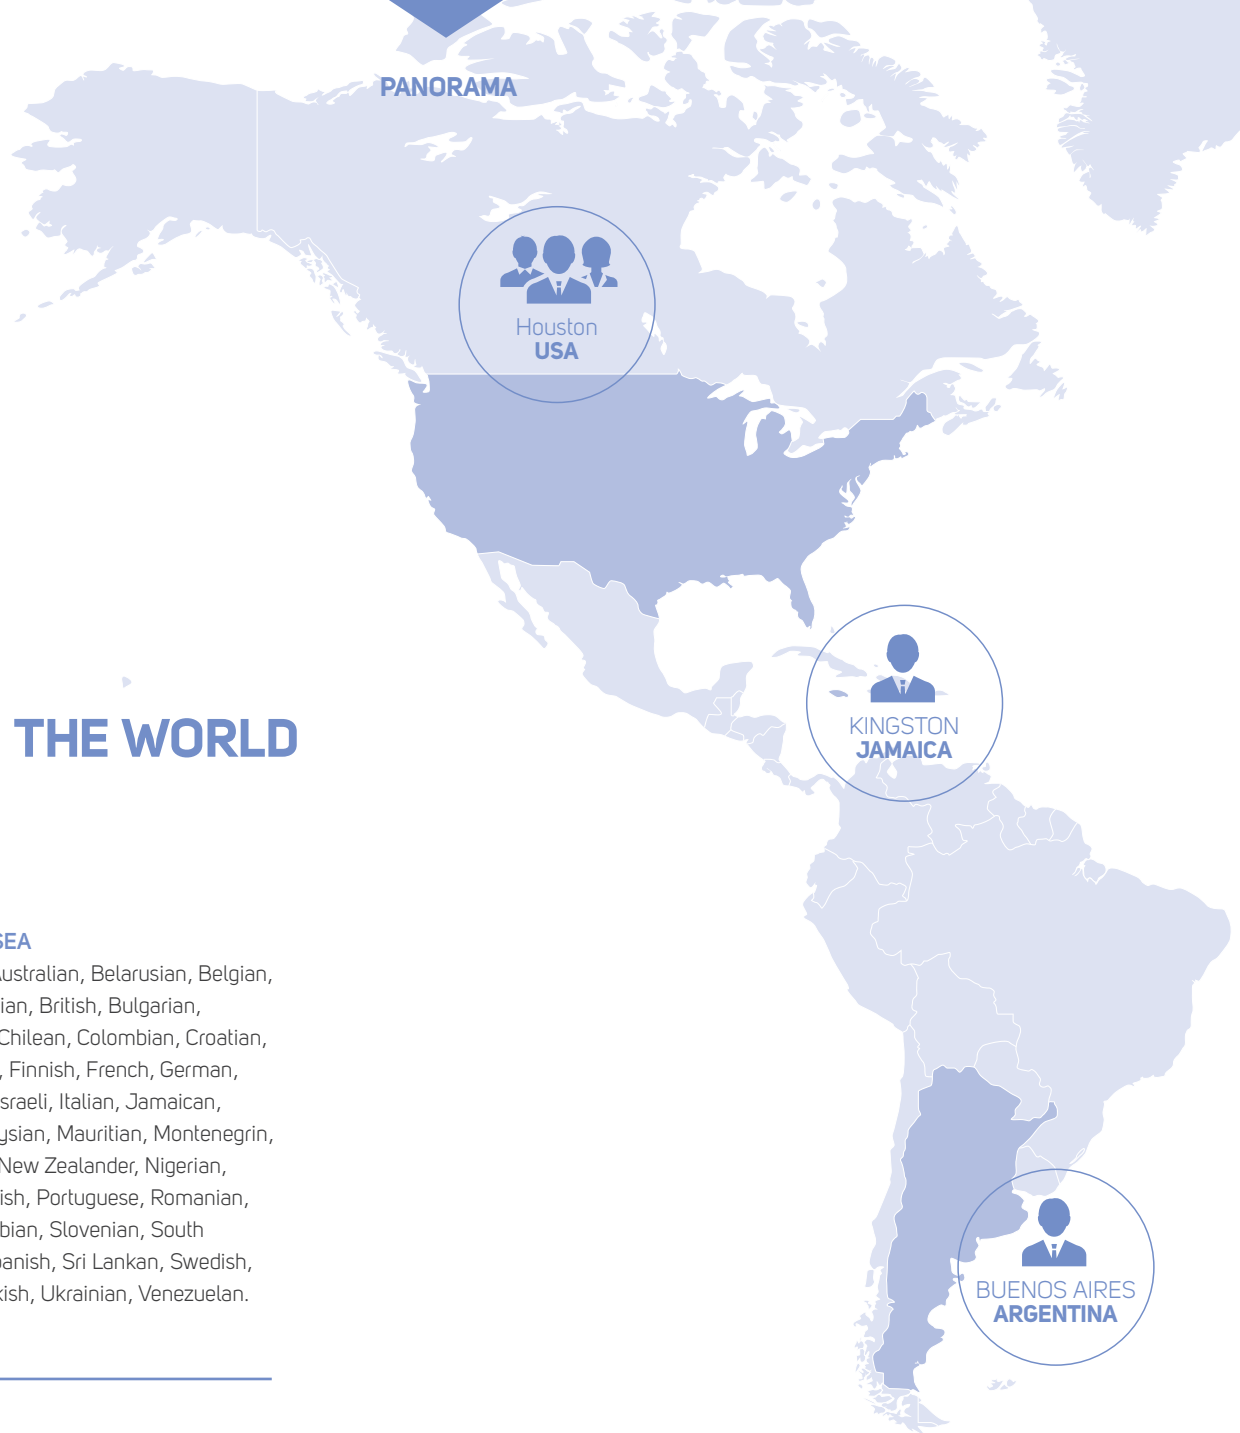 PANORAMA
Houston
USA
KINGSTON
JAMAICA
THE WORLD
SEA
Australian, Belarusian, Belgian,
ian, British, Bulgarian,
Chilean, Colombian, Croatian,
, Finnish, French, German,
sraeli, Italian, Jamaican,
ysian, Mauritian, Montenegrin,
New Zealander, Nigerian,
ish, Portuguese, Romanian,
bian, Slovenian, South
panish, Sri Lankan, Swedish,
kish, Ukrainian, Venezuelan.
BUENOS AIRES
ARGENTINA